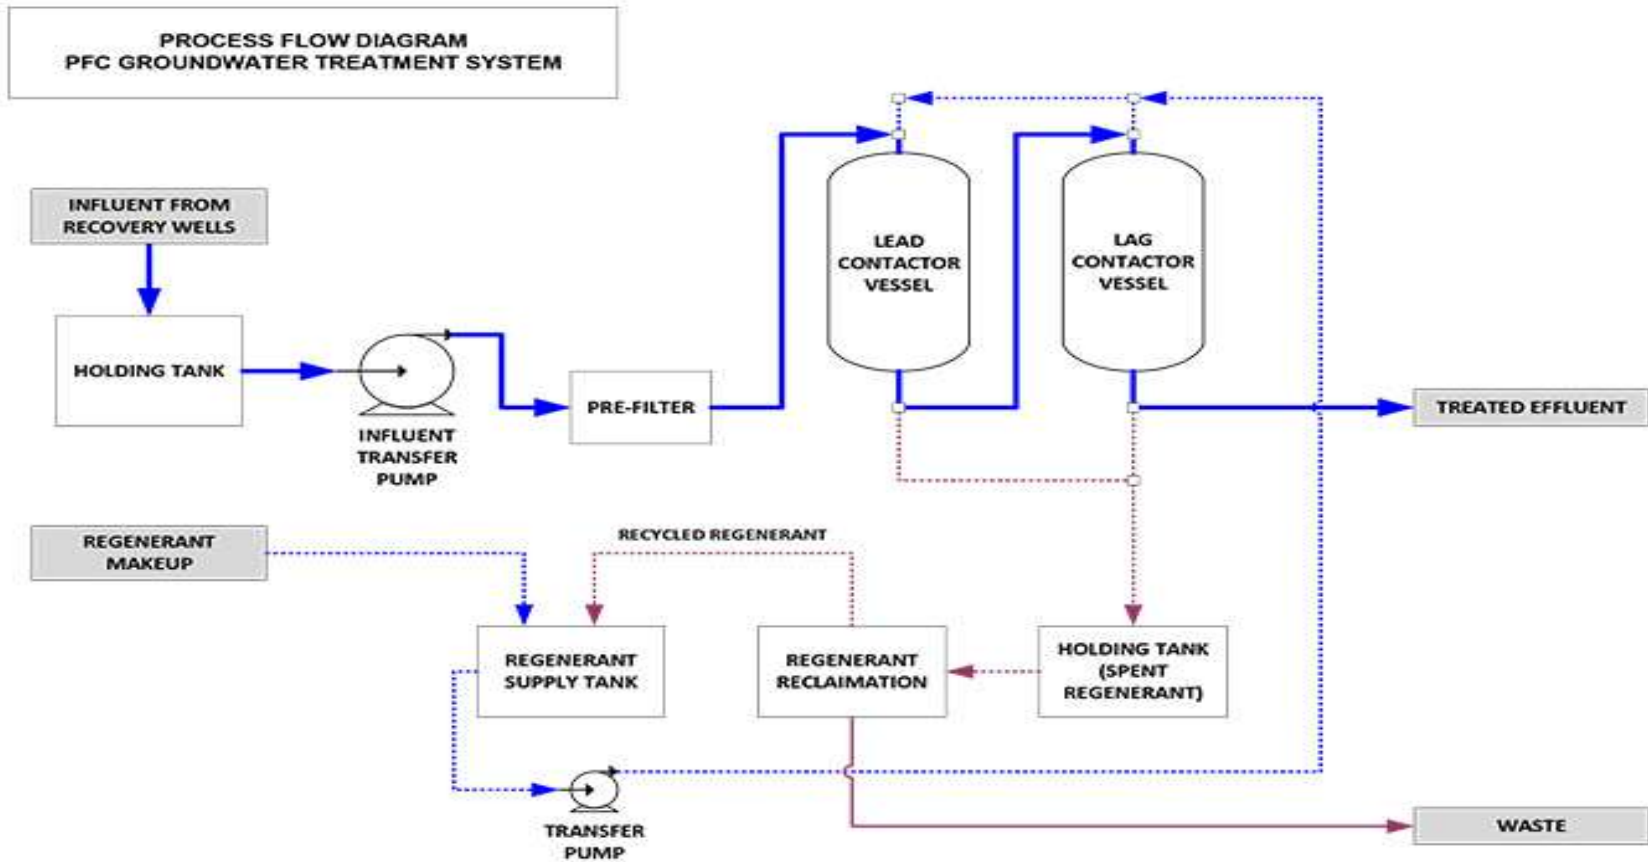 PROCESS FLOW DIAGRAM
PFC GROUNDWATER TREATMENT SYSTEM
INFLUENT FROM
RECOVERY WELLS
HOLDING TANK
INFLUENT
TRANSFER
PUMP
PRE-FILTER
LEAD
CONTACTOR
VESSEL
LAG
CONTACTOR
VESSEL
TREATED EFFLUENT
REGENERANT
MAKEUP
RECYCLED REGENERANT
REGENERANT
SUPPLY TANK
REGENERANT
RECLAIMATION
HOLDING TANK
(SPENT
REGENERANT)
TRANSFER
PUMP
WASTE